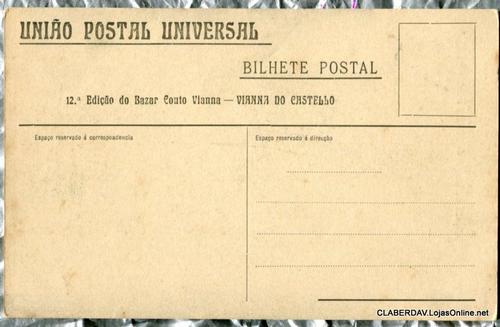 UNIÃO POSTAL UNIVERSAL
BILHETE POSTAL
12.ª Edição do Bazar Couto Vianna — VIANNA DO CASTELLO
Espaço reservado á correspondencia
Espaço reservado á direcção
CLABERDAV.LojasOnline.net